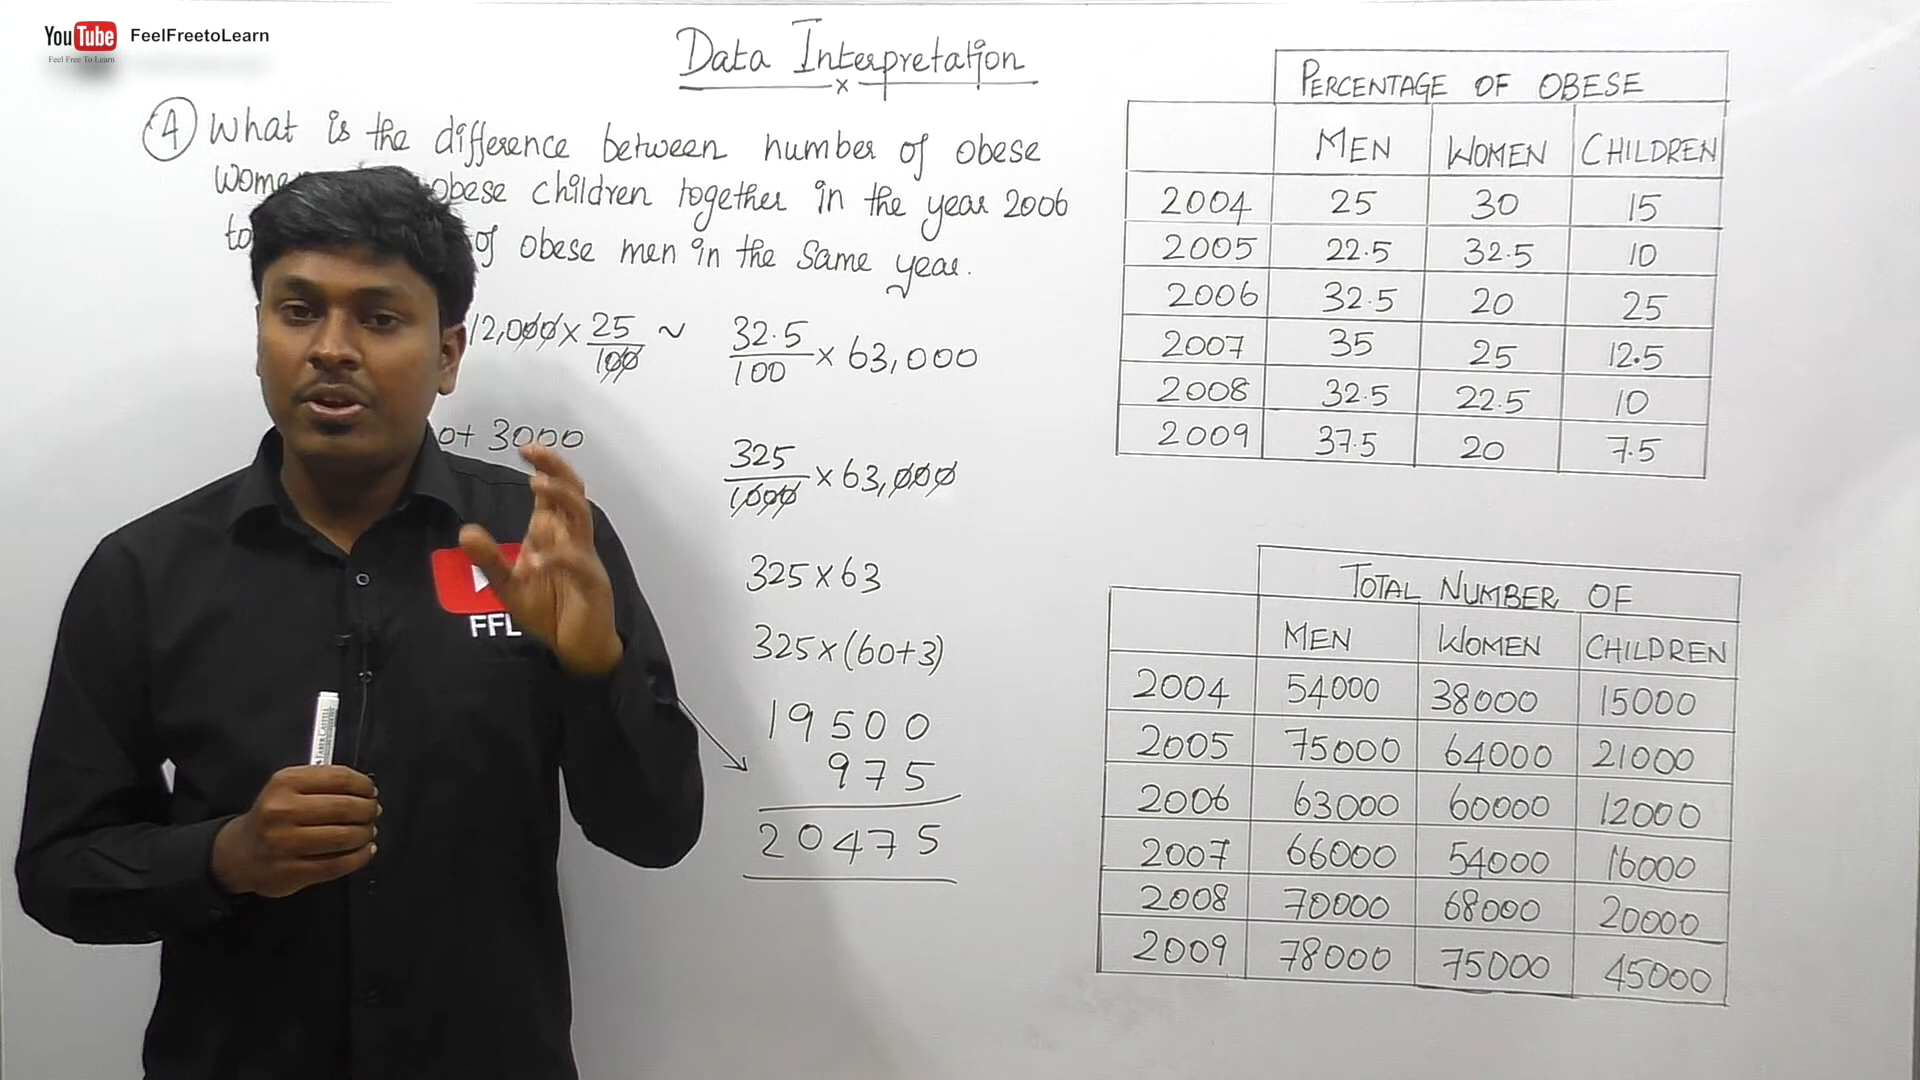 YouTube FeelFreetoLearn
Feel Free To Learn
Data Interpretation
x
4 What is the difference between number of obese
obese children together in the year 2006
to of obese men in the same year.
12,000 x 25/100 ~ 32.5/100 x 63,000
0+ 3000
325/1000 x 63,000
325 x 63
325 x (60+3)
19500
975
20475
FFL
FABER CASTELL
PERCENTAGE OF OBESE
MEN WOMEN CHILDREN
2004 25 30 15
2005 22.5 32.5 10
2006 32.5 20 25
2007 35 25 12.5
2008 32.5 22.5 10
2009 37.5 20 7.5
TOTAL NUMBER OF
MEN WOMEN CHILDREN
2004 54000 38000 15000
2005 75000 64000 21000
2006 63000 60000 12000
2007 66000 54000 16000
2008 70000 68000 20000
2009 78000 75000 45000